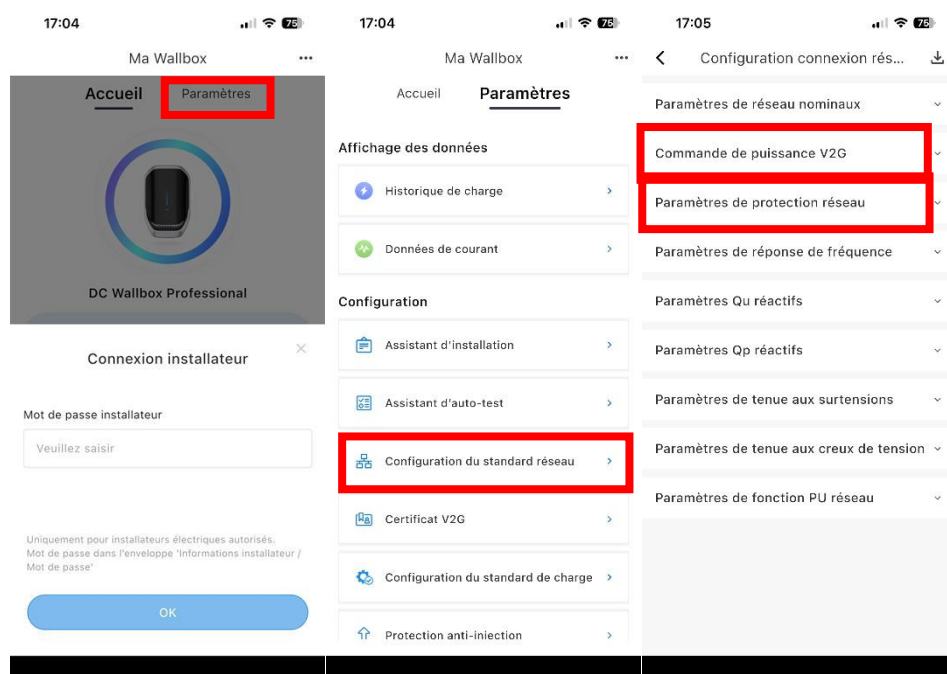 17:04
75
Ma Wallbox
Accueil
Paramètres
DC Wallbox Professional
Connexion installateur
Mot de passe installateur
Veuillez saisir
Uniquement pour installateurs électriques autorisés.
Mot de passe dans l'enveloppe 'Informations installateur /
Mot de passe'
OK
17:04
75
Ma Wallbox
Accueil
Paramètres
Affichage des données
Historique de charge
Données de courant
Configuration
Assistant d'installation
Assistant d'auto-test
Configuration du standard réseau
Certificat V2G
Configuration du standard de charge
Protection anti-injection
17:05
75
Configuration connexion rés...
Paramètres de réseau nominaux
Commande de puissance V2G
Paramètres de protection réseau
Paramètres de réponse de fréquence
Paramètres Qu réactifs
Paramètres Qp réactifs
Paramètres de tenue aux surtensions
Paramètres de tenue aux creux de tension
Paramètres de fonction PU réseau